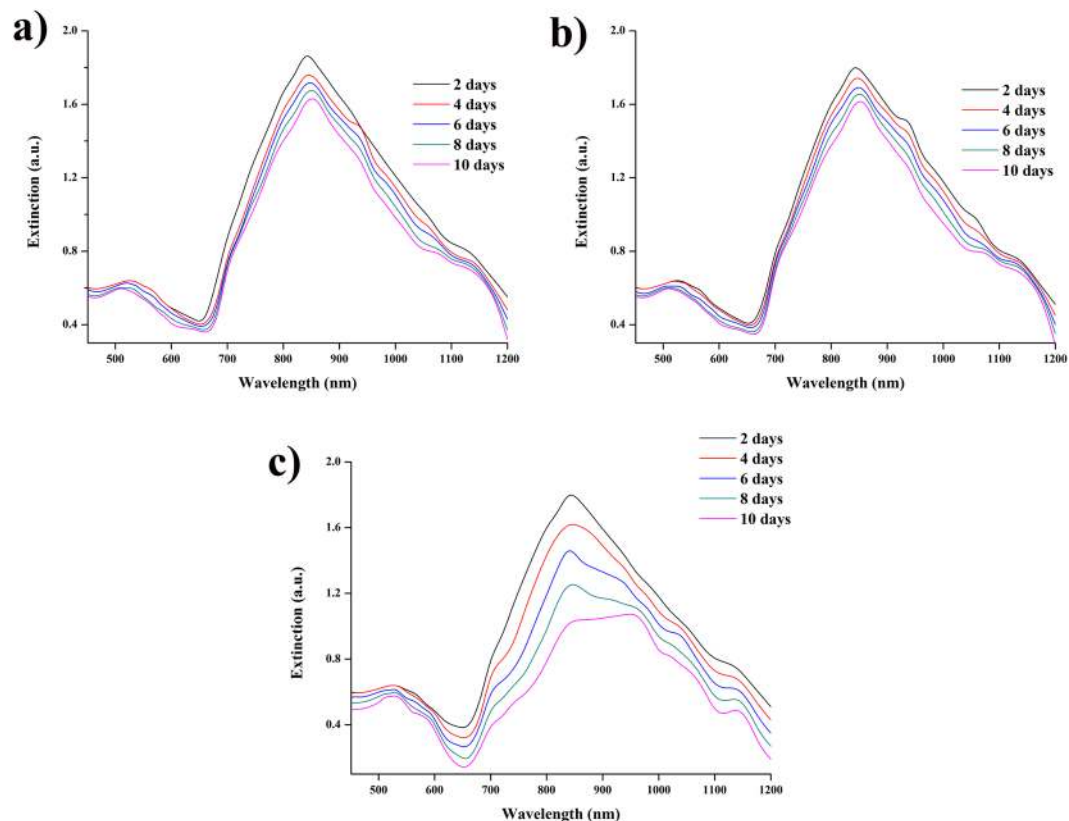 a)
2.0
1.6
1.2
0.8
0.4
Extinction (a.u.)
2 days
4 days
6 days
8 days
10 days
500 600 700 800 900 1000 1100 1200
Wavelength (nm)
b)
2.0
1.6
1.2
0.8
0.4
Extinction (a.u.)
2 days
4 days
6 days
8 days
10 days
500 600 700 800 900 1000 1100 1200
Wavelength (nm)
c)
2.0
1.6
1.2
0.8
0.4
Extinction (a.u.)
2 days
4 days
6 days
8 days
10 days
500 600 700 800 900 1000 1100 1200
Wavelength (nm)